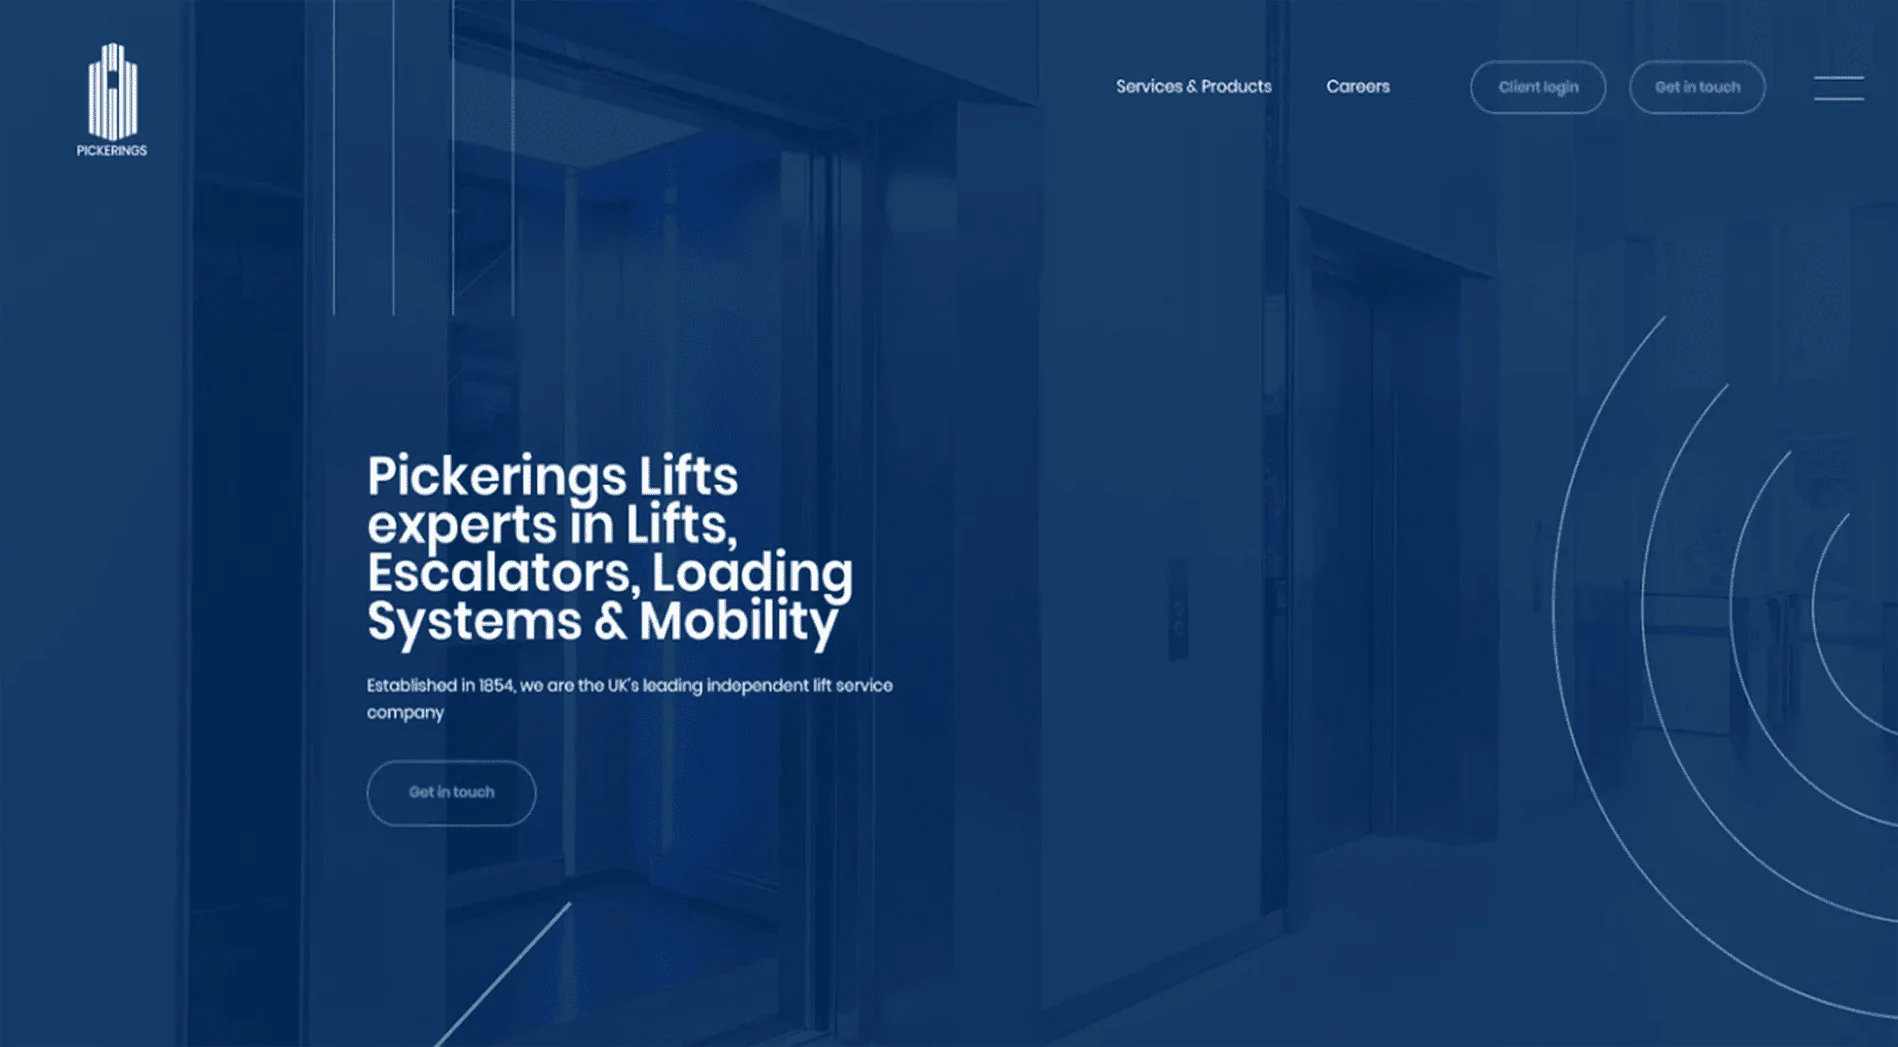 PICKERINGS
Services & Products
Careers
Client login
Get in touch
Pickerings Lifts
experts in Lifts,
Escalators, Loading
Systems & Mobility
Established in 1854, we are the UK's leading independent lift service
company
Get in touch